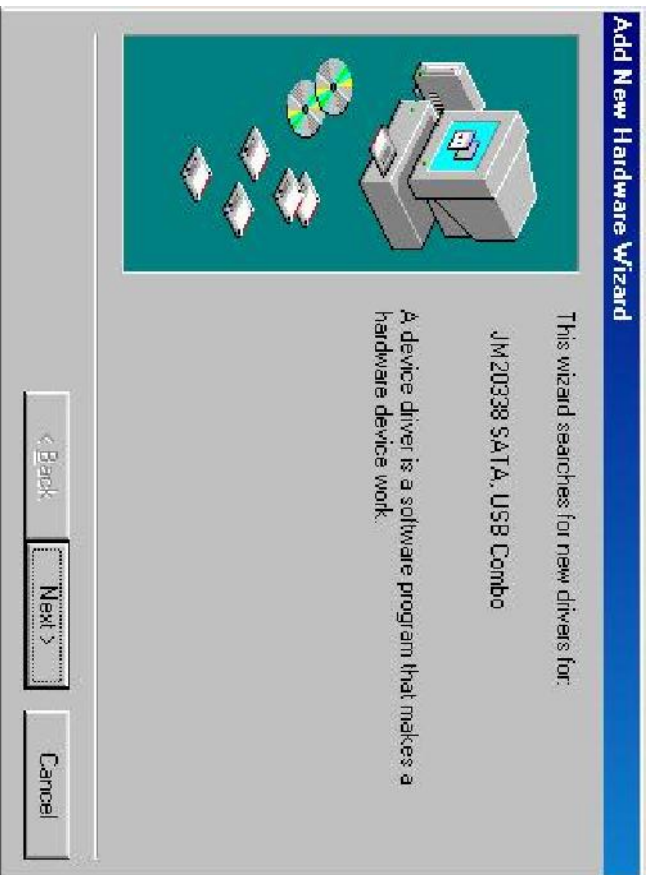 Add New Hardware Wizard
This wizard searches for new drivers for:
JM20338 SATA, USB Combo
A device driver is a software program that makes a
hardware device work.
< Back
Next >
Cancel